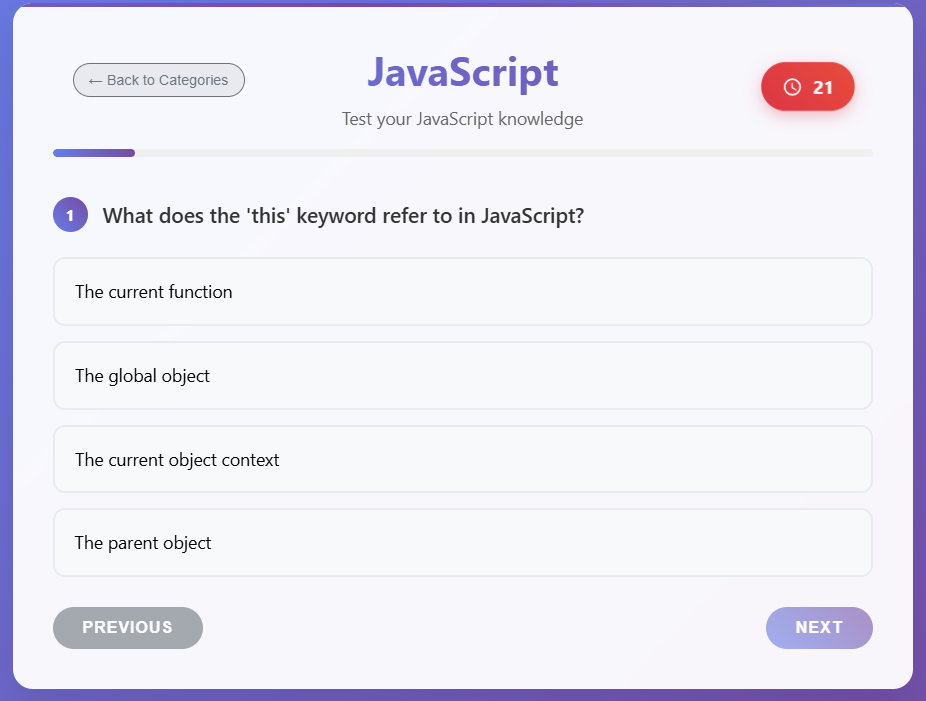 ← Back to Categories
JavaScript
21
Test your JavaScript knowledge
1 What does the 'this' keyword refer to in JavaScript?
The current function
The global object
The current object context
The parent object
PREVIOUS
NEXT